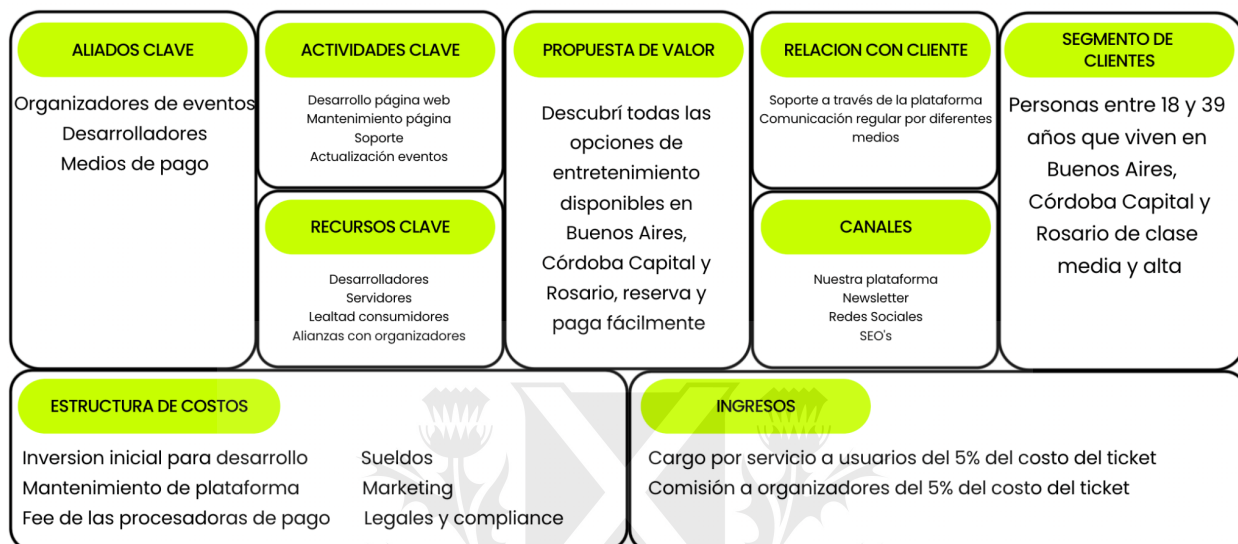 ALIADOS CLAVE
Organizadores de eventos
Desarrolladores
Medios de pago
ACTIVIDADES CLAVE
Desarrollo página web
Mantenimiento página
Soporte
Actualización eventos
RECURSOS CLAVE
Desarrolladores
Servidores
Lealtad consumidores
Alianzas con organizadores
PROPUESTA DE VALOR
Descubrí todas las
opciones de
entretenimiento
disponibles en
Buenos Aires,
Córdoba Capital y
Rosario, reserva y
paga fácilmente
RELACION CON CLIENTE
Soporte a través de la plataforma
Comunicación regular por diferentes
medios
CANALES
Nuestra plataforma
Newsletter
Redes Sociales
SEO's
SEGMENTO DE
CLIENTES
Personas entre 18 y 39
años que viven en
Buenos Aires,
Córdoba Capital y
Rosario de clase
media y alta
ESTRUCTURA DE COSTOS
Inversion inicial para desarrollo
Mantenimiento de plataforma
Fee de las procesadoras de pago
Sueldos
Marketing
Legales y compliance
INGRESOS
Cargo por servicio a usuarios del 5% del costo del ticket
Comisión a organizadores del 5% del costo del ticket